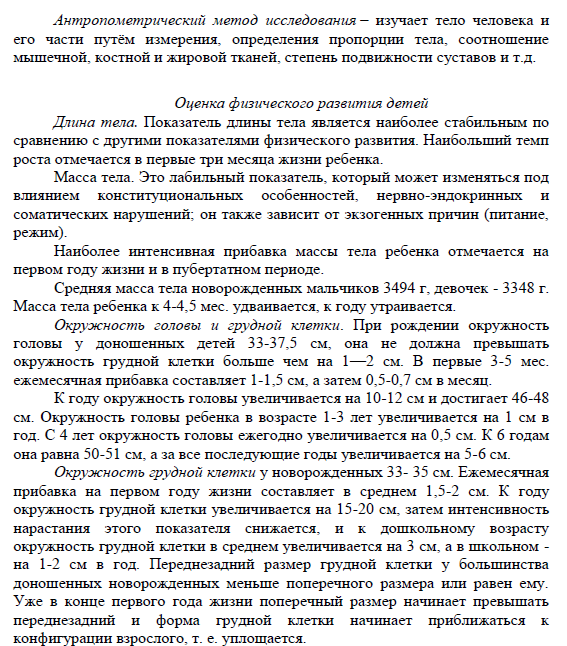 Антропометрический метод исследования – изучает тело человека и
его части путём измерения, определения пропорции тела, соотношение
мышечной, костной и жировой тканей, степень подвижности суставов и т.д.
Оценка физического развития детей
Длина тела. Показатель длины тела является наиболее стабильным по
сравнению с другими показателями физического развития. Наибольший темп
роста отмечается в первые три месяца жизни ребенка.
Масса тела. Это лабильный показатель, который может изменяться под
влиянием конституциональных особенностей, нервно-эндокринных и
соматических нарушений; он также зависит от экзогенных причин (питание,
режим).
Наиболее интенсивная прибавка массы тела ребенка отмечается на
первом году жизни и в пубертатном периоде.
Средняя масса тела новорожденных мальчиков 3494 г, девочек - 3348 г.
Масса тела ребенка к 4-4,5 мес. удваивается, к году утраивается.
Окружность головы и грудной клетки. При рождении окружность
головы у доношенных детей 33-37,5 см, она не должна превышать
окружность грудной клетки больше чем на 1—2 см. В первые 3-5 мес.
ежемесячная прибавка составляет 1-1,5 см, а затем 0,5-0,7 см в месяц.
К году окружность головы увеличивается на 10-12 см и достигает 46-48
см. Окружность головы ребенка в возрасте 1-3 лет увеличивается на 1 см в
год. С 4 лет окружность головы ежегодно увеличивается на 0,5 см. К 6 годам
она равна 50-51 см, а за все последующие годы увеличивается на 5-6 см.
Окружность грудной клетки у новорожденных 33- 35 см. Ежемесячная
прибавка на первом году жизни составляет в среднем 1,5-2 см. К году
окружность грудной клетки увеличивается на 15-20 см, затем интенсивность
нарастания этого показателя снижается, и к дошкольному возрасту
окружность грудной клетки в среднем увеличивается на 3 см, а в школьном -
на 1-2 см в год. Переднезадний размер грудной клетки у большинства
доношенных новорожденных меньше поперечного размера или равен ему.
Уже в конце первого года жизни поперечный размер начинает превышать
переднезадний и форма грудной клетки начинает приближаться к
конфигурации взрослого, т. е. уплощается.